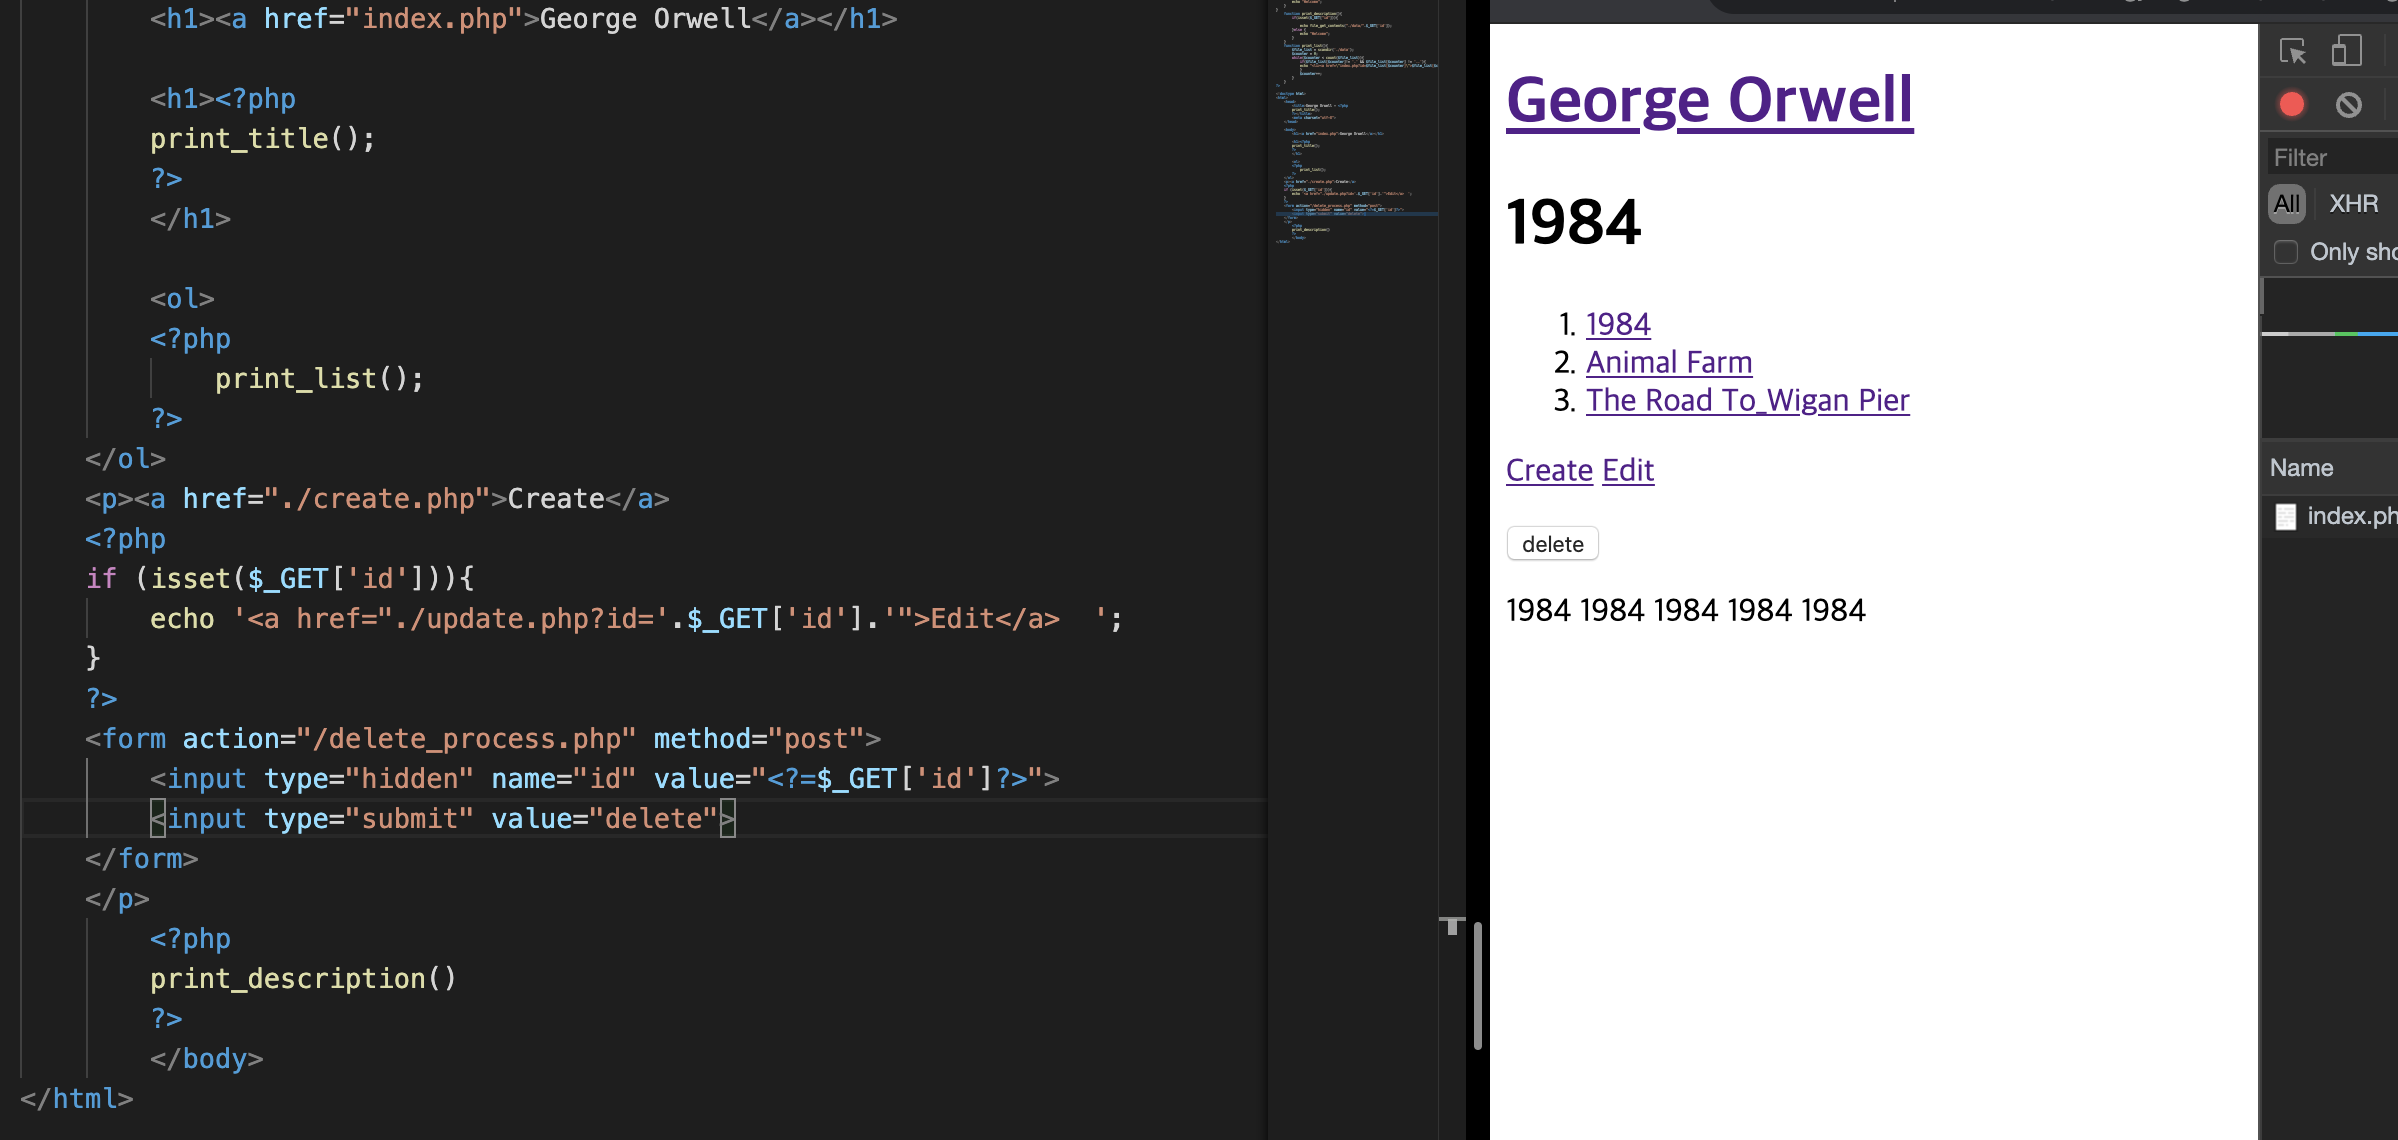 <h1><a href="index.php">George Orwell</a></h1>
<h1><?php
print_title();
?>
</h1>
<ol>
<?php
print_list();
?>
</ol>
<p><a href="./create.php">Create</a>
<?php
if (isset($_GET['id'])){
echo '<a href="./update.php?id='.$_GET['id'].'">Edit</a>  ';
}
?>
<form action="/delete_process.php" method="post">
<input type="hidden" name="id" value="<?=$_GET['id']?>">
<input type="submit" value="delete">
</form>
</p>
<?php
print_description()
?>
</body>
</html>
George Orwell
1984
1. 1984
2. Animal Farm
3. The Road To_Wigan Pier
Create Edit
delete
1984 1984 1984 1984 1984
Filter
All XHR
Only sho
Name
index.ph